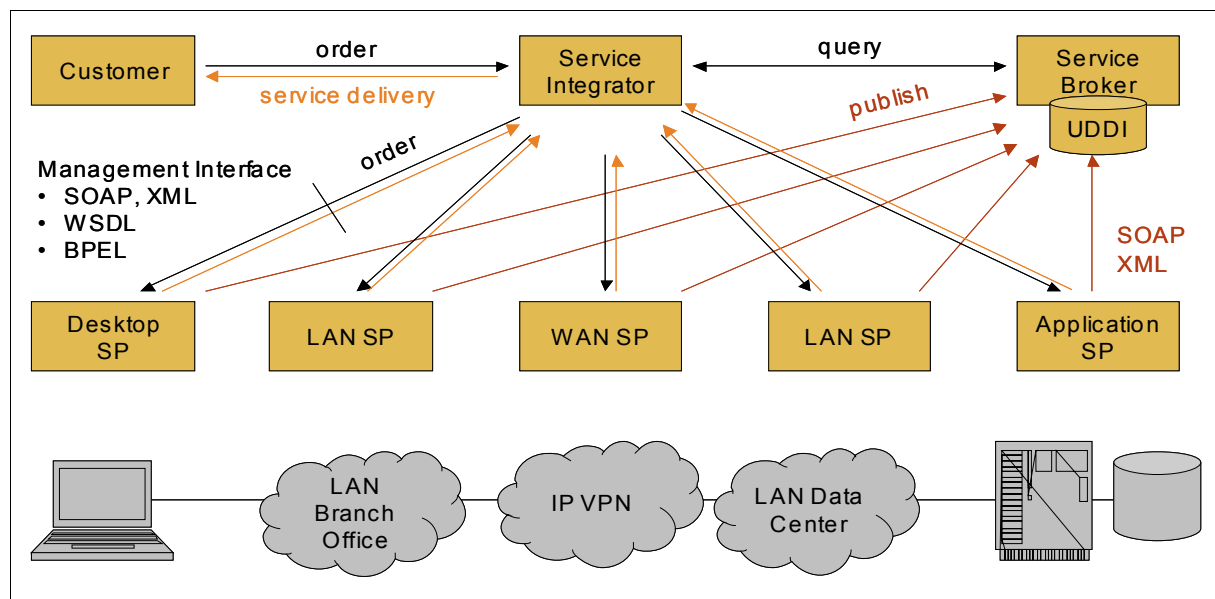 Customer
order
service delivery
Service
Integrator
query
Service
Broker
UDDI
publish
order
Management Interface
• SOAP, XML
• WSDL
• BPEL
SOAP
XML
Desktop
SP
LAN SP
WAN SP
LAN SP
Application
SP
LAN
Branch
Office
IP VPN
LAN Data
Center